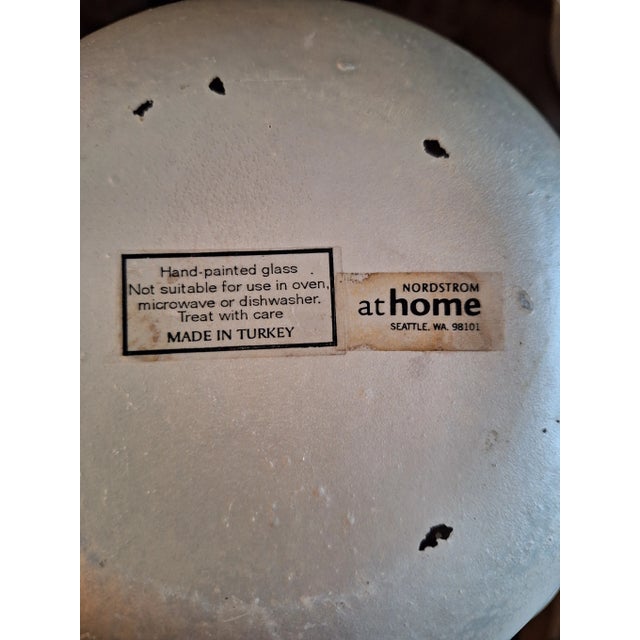 Hand-painted glass
Not suitable for use in oven,
microwave or dishwasher.
Treat with care
MADE IN TURKEY
NORDSTROM
at home
SEATTLE, WA. 98101